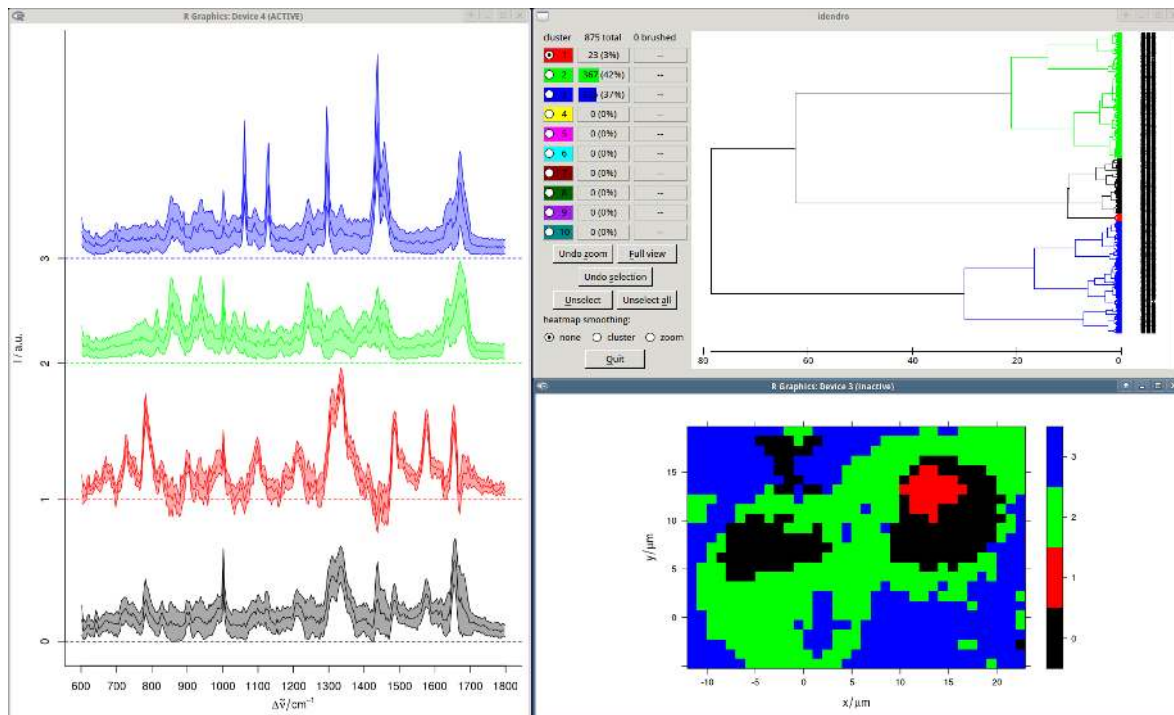 R Graphics: Device 4 (ACTIVE)
I / a.u.
3
2
1
0
600 700 800 900 1000 1100 1200 1300 1400 1500 1600 1700 1800
Δν̃/cm⁻¹
idendro
cluster 875 total 0 brushed
1 23 (3%) --
2 367 (42%) --
(37%) --
4 0 (0%) --
5 0 (0%) --
6 0 (0%) --
7 0 (0%) --
8 0 (0%) --
9 0 (0%) --
10 0 (0%) --
Undo zoom Full view
Undo selection
Unselect Unselect all
heatmap smoothing:
none cluster zoom
Quit
80 60 40 20 0
R Graphics: Device 3 (Inactive)
y/μm
15
10
5
0
-10 -5 0 5 10 15 20
x/μm
3
2
1
0